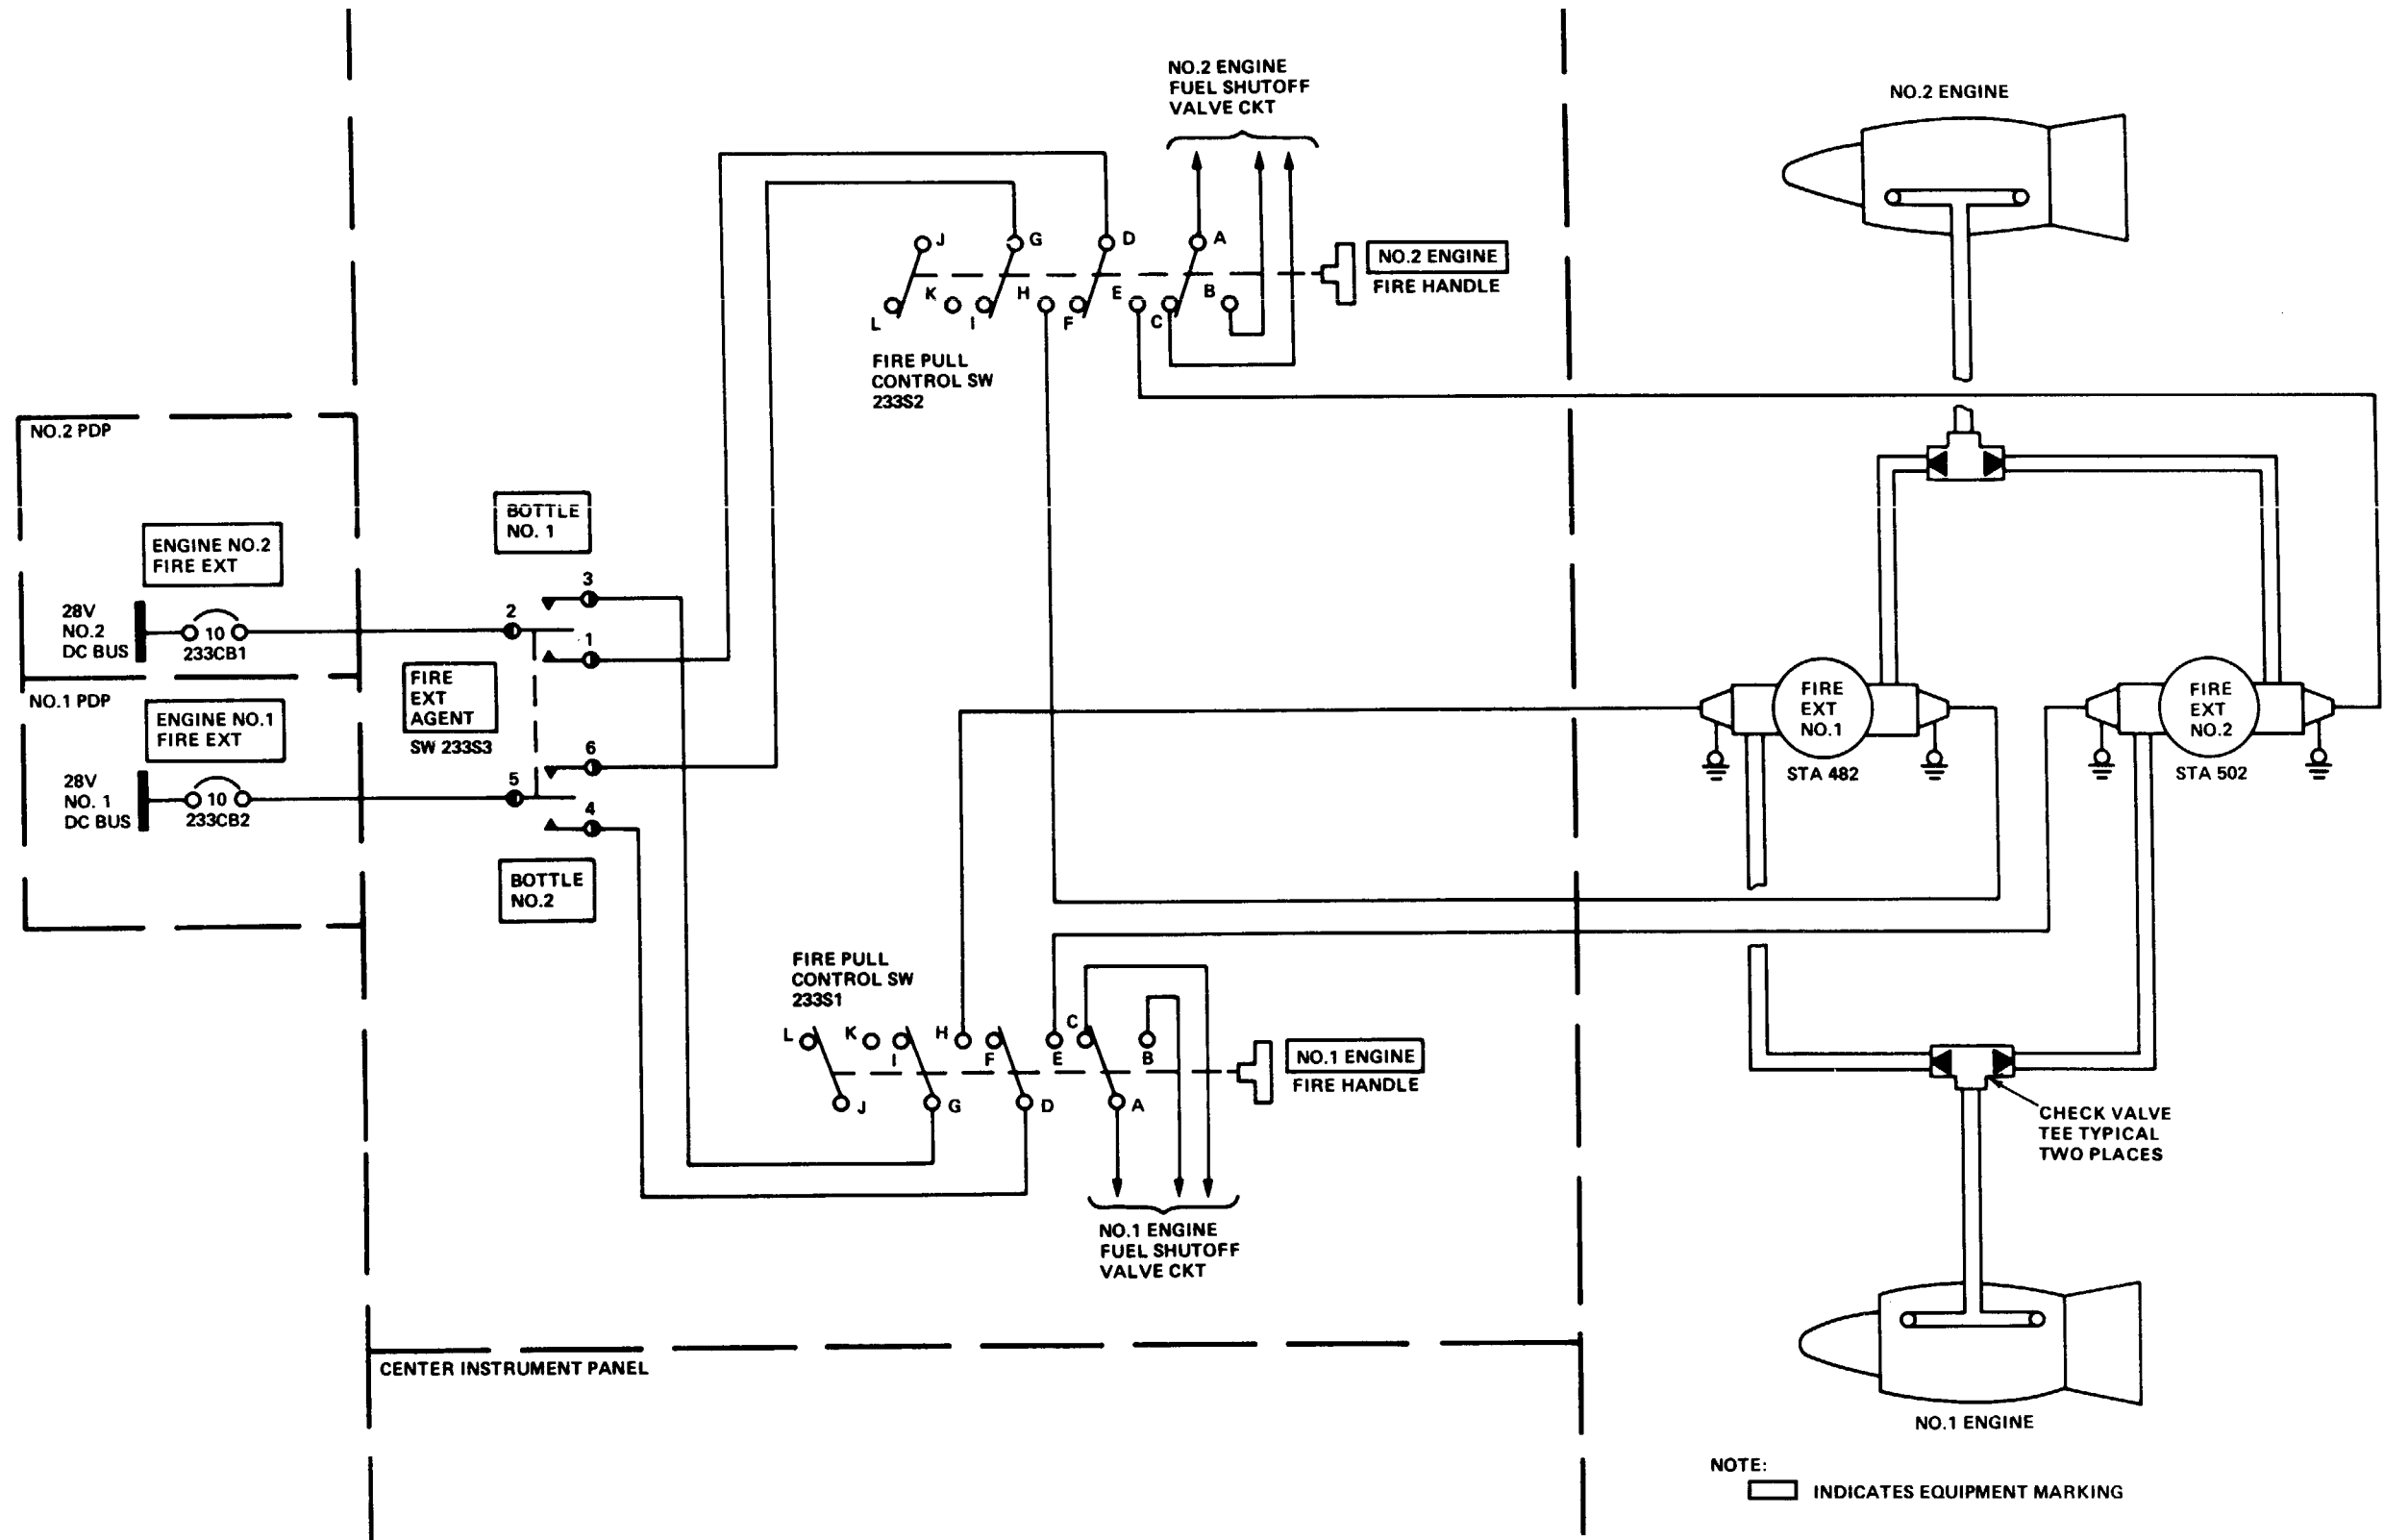 NO.2 ENGINE
FUEL SHUTOFF
VALVE CKT
NO.2 ENGINE
J
G
D
A
NO.2 ENGINE
FIRE HANDLE
L
K
I
H
F
E
C
B
FIRE PULL
CONTROL SW
233S2
NO.2 PDP
ENGINE NO.2
FIRE EXT
28V
NO.2
DC BUS
10
233CB1
NO.1 PDP
ENGINE NO.1
FIRE EXT
28V
NO. 1
DC BUS
10
233CB2
BOTTLE
NO. 1
3
2
1
FIRE
EXT
AGENT
SW 233S3
6
5
4
BOTTLE
NO.2
FIRE
EXT
NO.1
STA 482
FIRE
EXT
NO.2
STA 502
FIRE PULL
CONTROL SW
233S1
L
K
I
H
F
E
C
B
J
G
D
A
NO.1 ENGINE
FIRE HANDLE
NO.1 ENGINE
FUEL SHUTOFF
VALVE CKT
CHECK VALVE
TEE TYPICAL
TWO PLACES
CENTER INSTRUMENT PANEL
NO.1 ENGINE
NOTE:
INDICATES EQUIPMENT MARKING